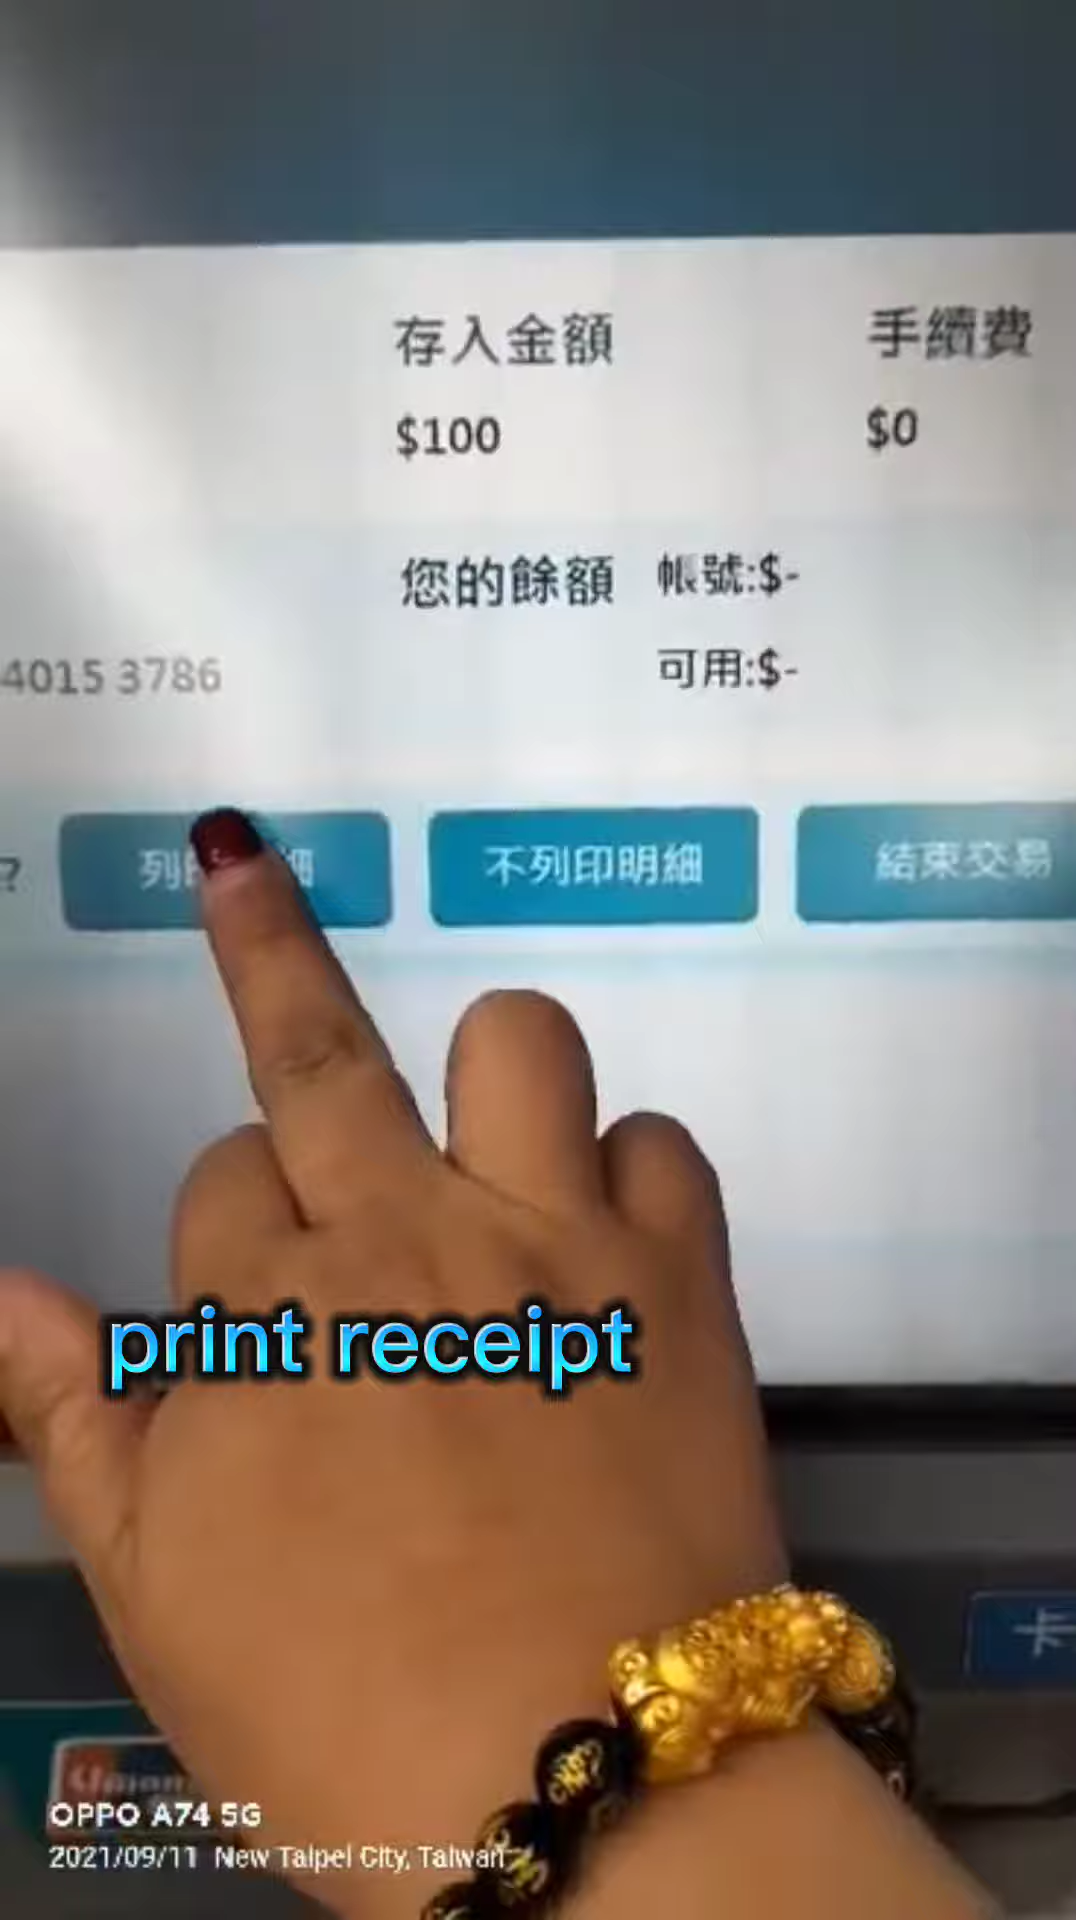 存入金額
手續費
$100
$0
您的餘額
帳號:$-
4015 3786
可用:$-
?
不列印明細
結束交易
print receipt
卡
OPPO A74 5G
2021/09/11 New Taipei City, Taiwan